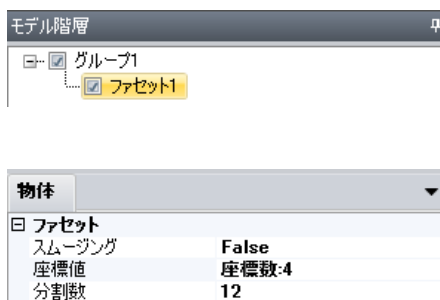 モデル階層
グループ1
ファセット1
物体
ファセット
スムージング False
座標値 座標数:4
分割数 12